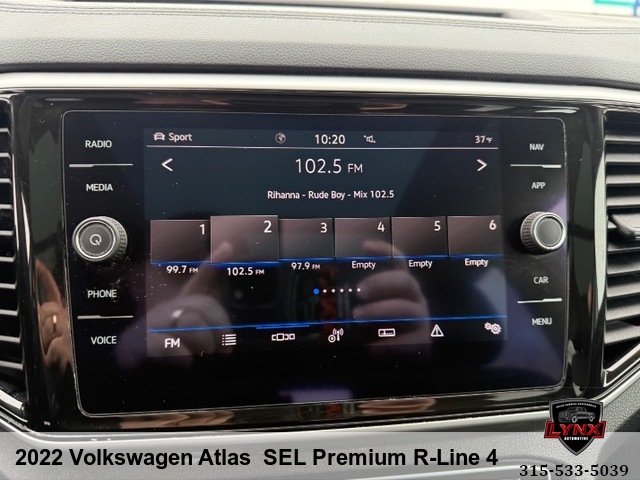 RADIO
MEDIA
PHONE
VOICE
NAV
APP
CAR
MENU
Sport 10:20 37°F
< 102.5 FM >
Rihanna - Rude Boy - Mix 102.5
1 2 3 4 5 6
99.7 FM 102.5 FM 97.9 FM Empty Empty Empty
FM
LYNX
AUTOMOTIVE
2022 Volkswagen Atlas SEL Premium R-Line 4
315-533-5039